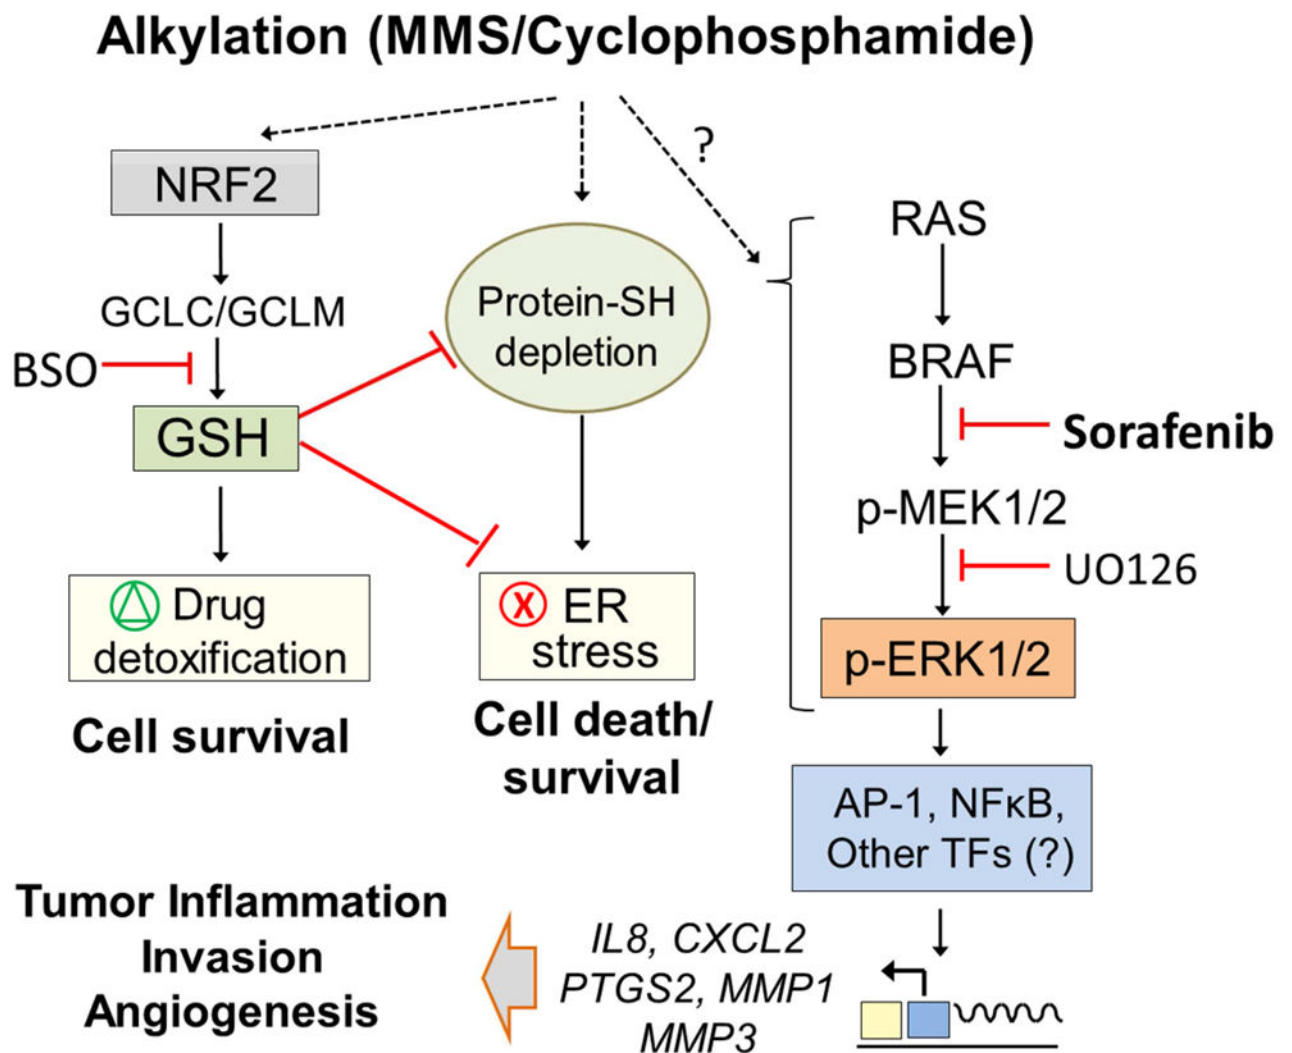 Alkylation (MMS/Cyclophosphamide)
?
NRF2
GCLC/GCLM
BSO
GSH
Drug
detoxification
Cell survival
Protein-SH
depletion
X ER
stress
Cell death/
survival
RAS
BRAF
Sorafenib
p-MEK1/2
UO126
p-ERK1/2
AP-1, NFκB,
Other TFs (?)
IL8, CXCL2
PTGS2, MMP1
MMP3
Tumor Inflammation
Invasion
Angiogenesis